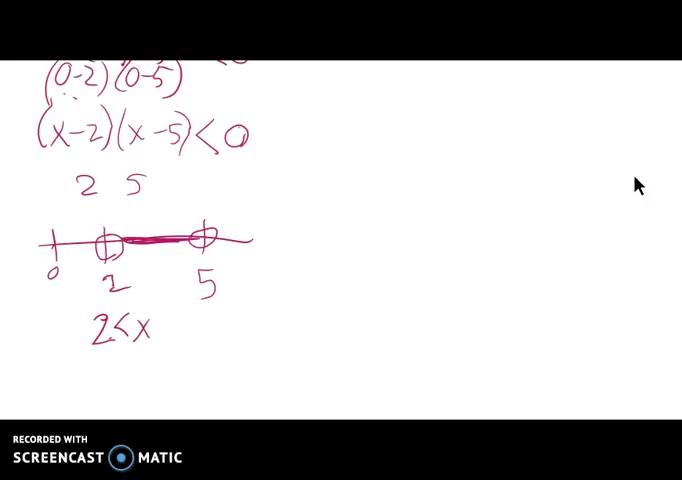 (0-2)(0-5)
(x-2)(x-5)<0
2 5
0 2 5
2<x
RECORDED WITH
SCREENCAST MATIC